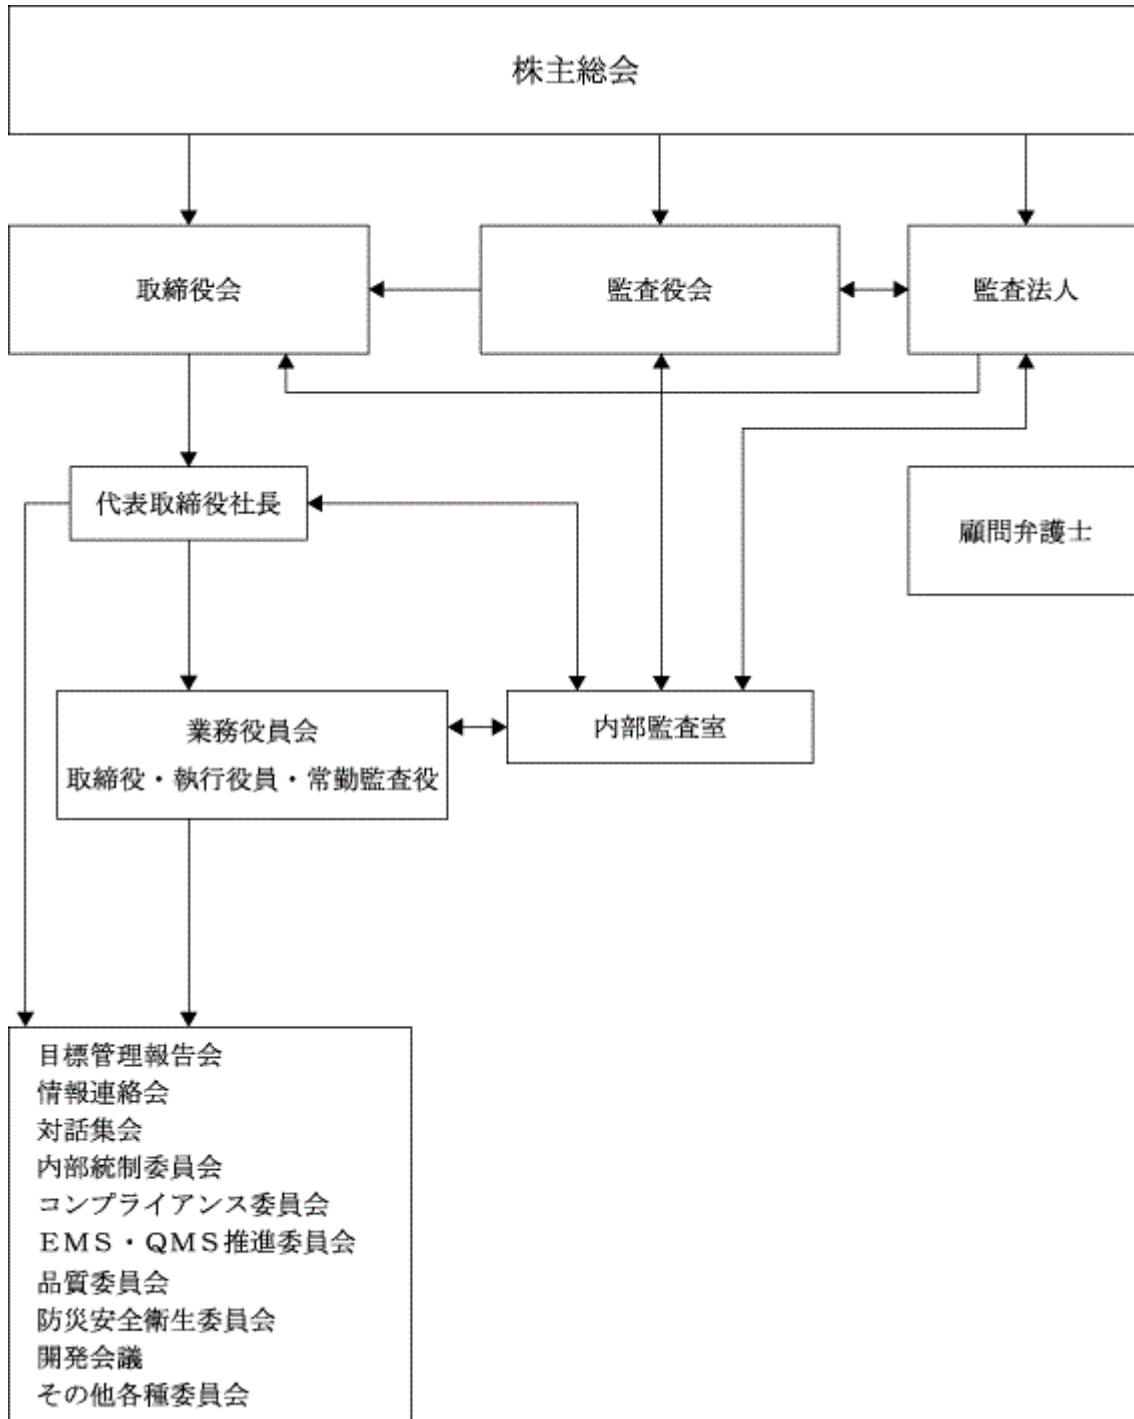 株主総会
取締役会
監査役会
監査法人
代表取締役社長
顧問弁護士
業務役員会
取締役・執行役員・常勤監査役
内部監査室
目標管理報告会
情報連絡会
対話集会
内部統制委員会
コンプライアンス委員会
ＥＭＳ・ＱＭＳ推進委員会
品質委員会
防災安全衛生委員会
開発会議
その他各種委員会